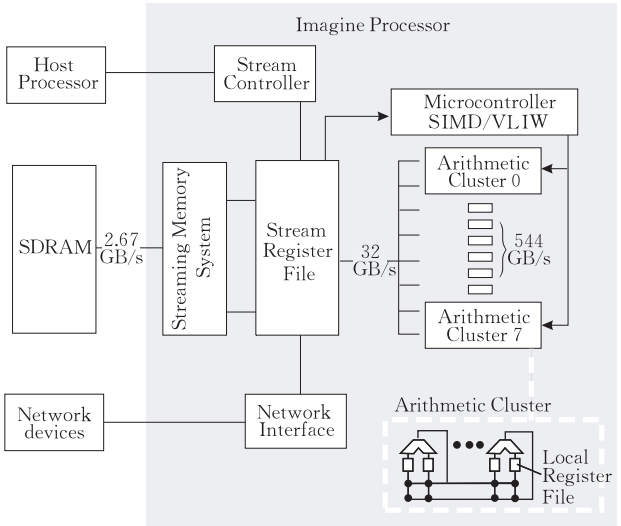 Imagine Processor
Host
Processor
Stream
Controller
Microcontroller
SIMD/VLIW
SDRAM
2.67
GB/s
Streaming Memory
System
Stream
Register
File
32
GB/s
Arithmetic
Cluster 0
544
GB/s
Arithmetic
Cluster 7
Network
devices
Network
Interface
Arithmetic Cluster
Local
Register
File